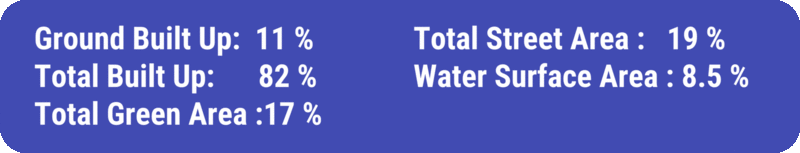 Ground Built Up: 11 %
Total Built Up: 82 %
Total Green Area :17 %
Total Street Area : 19 %
Water Surface Area : 8.5 %